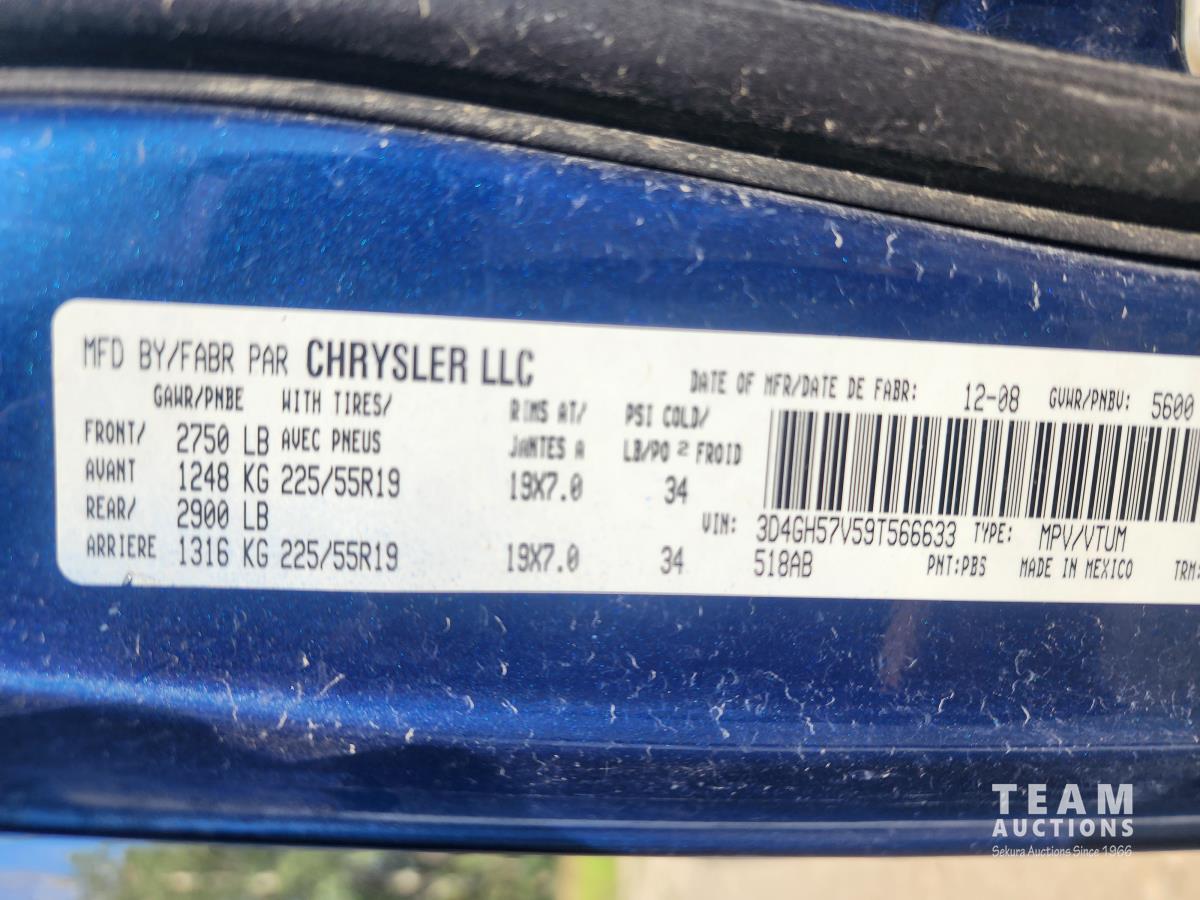 MFD BY/FABR PAR CHRYSLER LLC
DATE OF MFR/DATE DE FABR: 12-08 GVWR/PNBV: 5600
GAWR/PNBE WITH TIRES/ RIMS AT/ PSI COLD/
FRONT/ 2750 LB AVEC PNEUS JANTES A LB/PO 2 FROID
AVANT 1248 KG 225/55R19 19X7.0 34
REAR/ 2900 LB
VIN: 3D4GH57V59T566633 TYPE: MPV/VTUM
ARRIERE 1316 KG 225/55R19 19X7.0 34 518AB PNT:PBS MADE IN MEXICO TRM:
TEAM
AUCTIONS
Sekura Auctions Since 1966